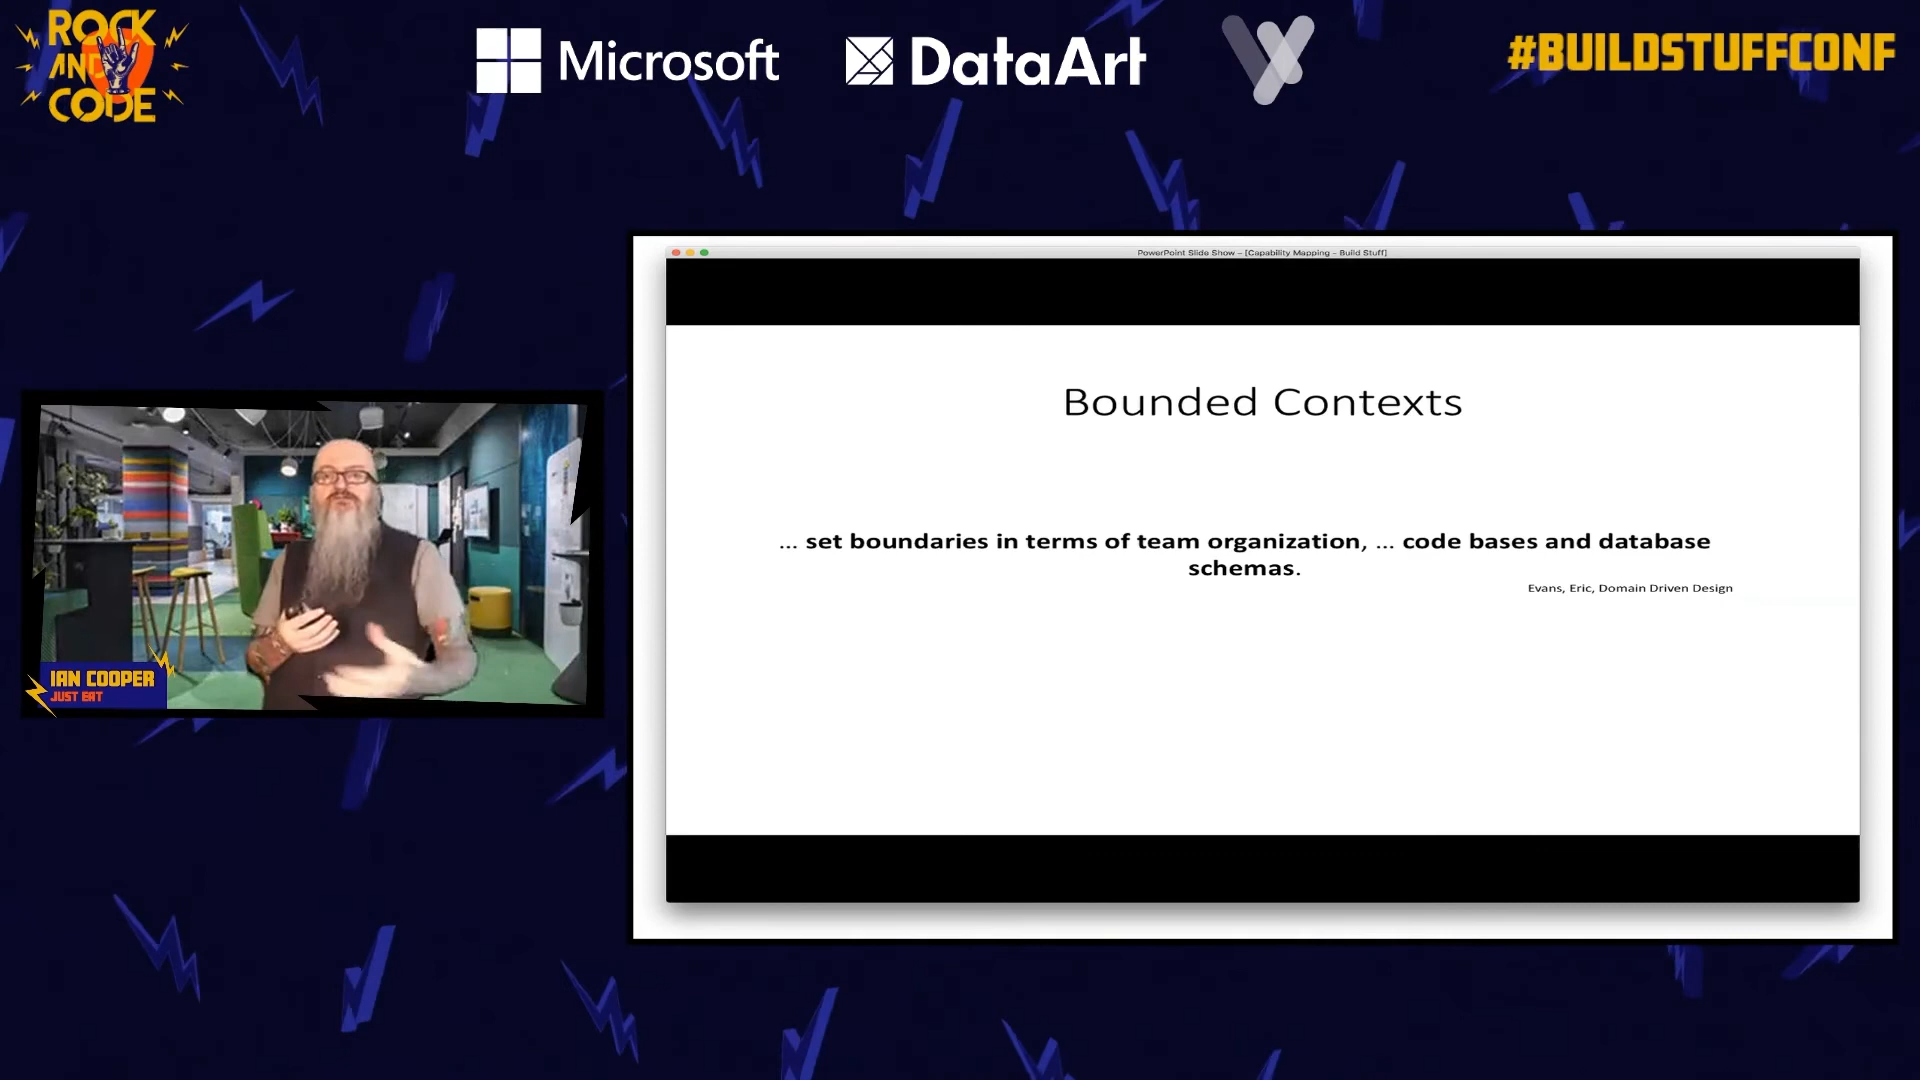 ROCK
AND
CODE
Microsoft
DataArt
#BUILDSTUFFCONF
PowerPoint Slide Show – [Capability Mapping – Build Stuff]
Bounded Contexts
... set boundaries in terms of team organization, ... code bases and database
schemas.
Evans, Eric, Domain Driven Design
IAN COOPER
JUST EAT